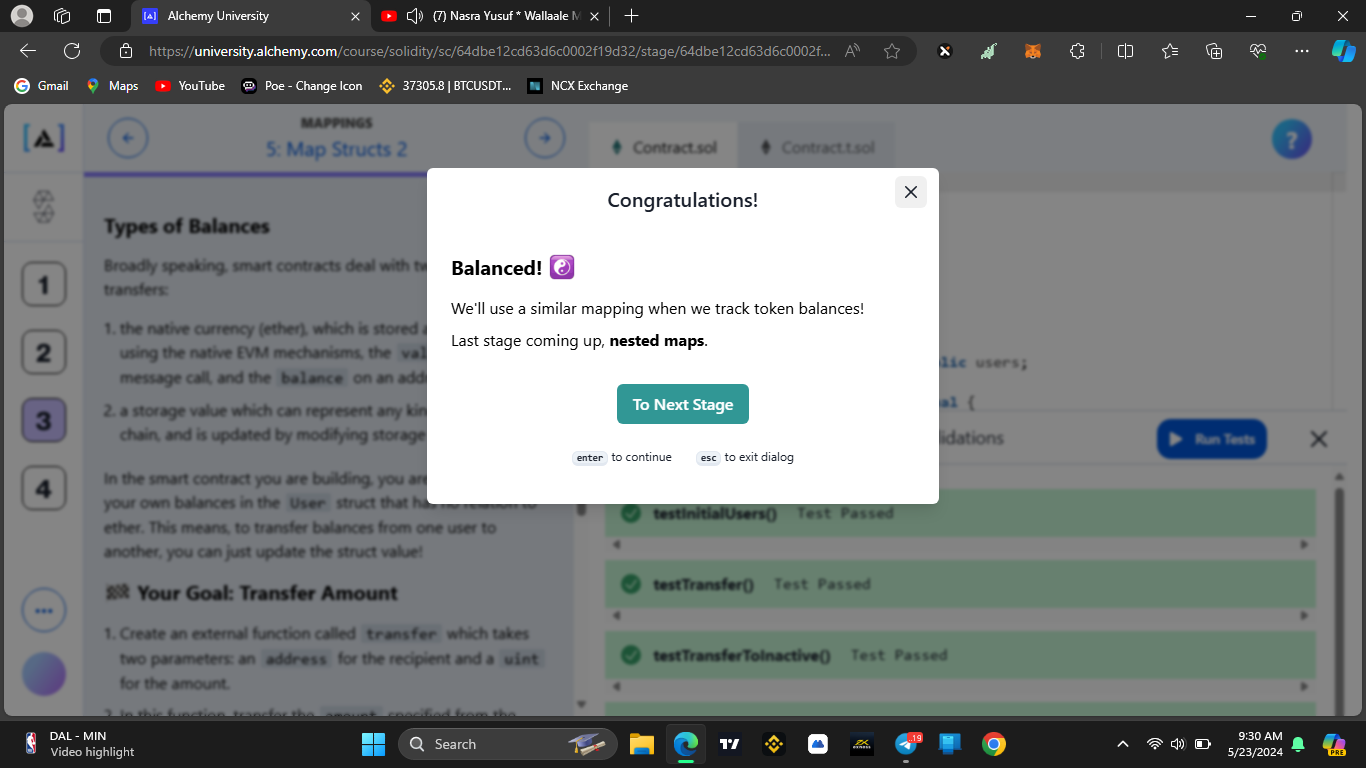 Alchemy University
(7) Nasra Yusuf * Wallaale M
https://university.alchemy.com/course/solidity/sc/64dbe12cd63d6c0002f19d32/stage/64dbe12cd63d6c0002f...
Gmail
Maps
YouTube
Poe - Change Icon
37305.8 | BTCUSDT...
NCX Exchange
MAPPINGS
5: Map Structs 2
Contract.sol
Contract.t.sol
?
Congratulations!
Balanced!
We'll use a similar mapping when we track token balances!
Last stage coming up, nested maps.
To Next Stage
enter to continue
esc to exit dialog
1
2
3
4
Types of Balances
Broadly speaking, smart contracts deal with tw
transfers:
1. the native currency (ether), which is stored a
using the native EVM mechanisms, the val
message call, and the balance on an add
2. a storage value which can represent any kin
chain, and is updated by modifying storage
In the smart contract you are building, you are
your own balances in the User struct that has no relation to
ether. This means, to transfer balances from one user to
another, you can just update the struct value!
Your Goal: Transfer Amount
1. Create an external function called transfer which takes
two parameters: an address for the recipient and a uint
for the amount.
2. In this function, transfer the amount specified from the
blic users;
al {
idations
Run Tests
testInitialUsers() Test Passed
testTransfer() Test Passed
testTransferToInactive() Test Passed
DAL - MIN
Video highlight
Search
.19
9:30 AM
5/23/2024
PRE